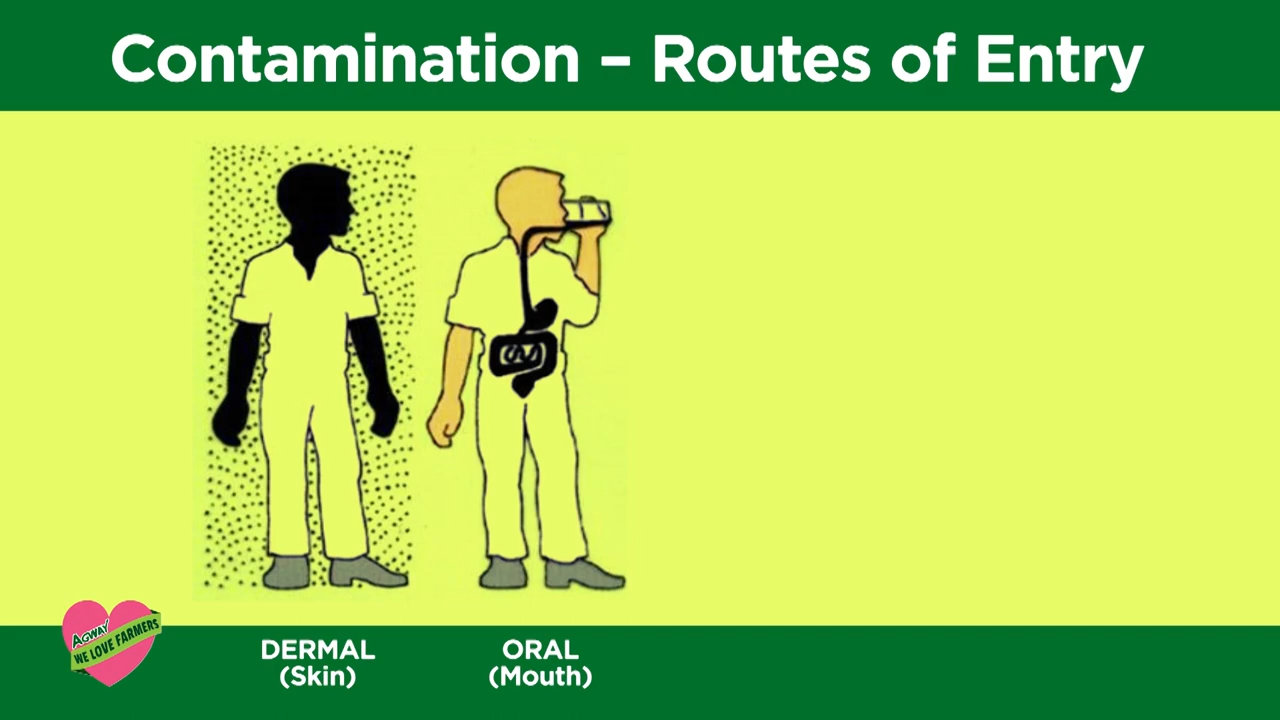 Contamination – Routes of Entry
AGWAY
WE LOVE FARMERS
DERMAL
(Skin)
ORAL
(Mouth)